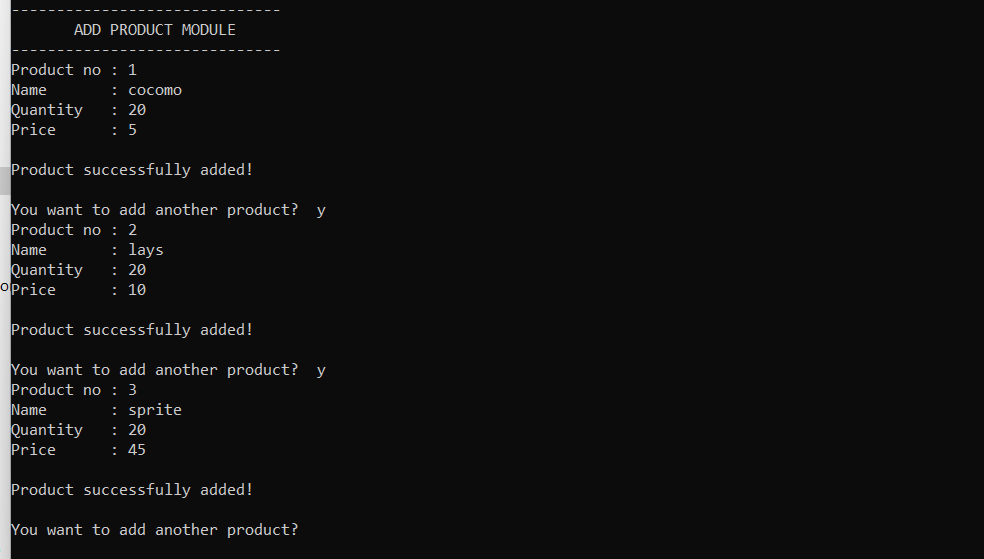 ------------------------------
ADD PRODUCT MODULE
------------------------------
Product no : 1
Name       : cocomo
Quantity   : 20
Price      : 5
Product successfully added!
You want to add another product?  y
Product no : 2
Name       : lays
Quantity   : 20
Price      : 10
Product successfully added!
You want to add another product?  y
Product no : 3
Name       : sprite
Quantity   : 20
Price      : 45
Product successfully added!
You want to add another product?